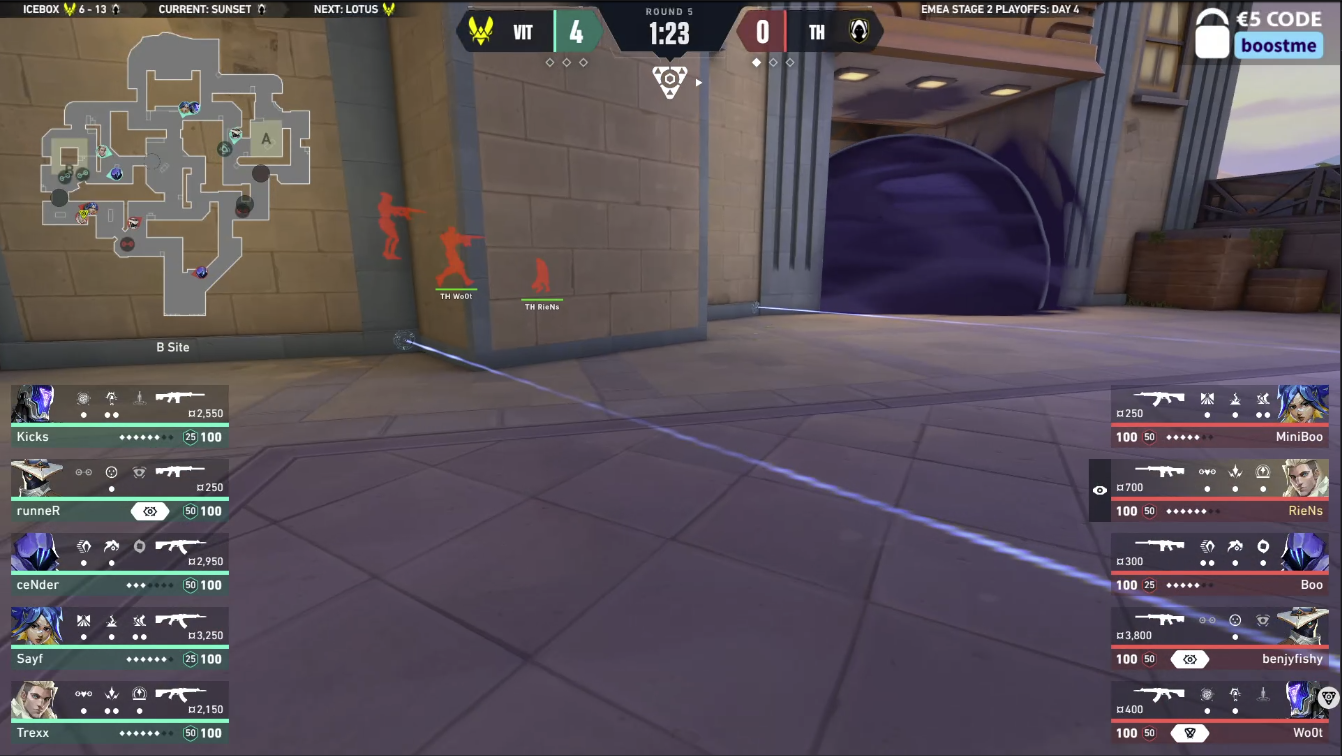 ICEBOX 6 - 13
CURRENT: SUNSET
NEXT: LOTUS
VIT 4
ROUND 5
1:23
0 TH
EMEA STAGE 2 PLAYOFFS: DAY 4
€5 CODE
boostme
A
B Site
TH Wo0t
TH RieNs
2,550
Kicks 25 100
250
runneR 50 100
2,950
ceNder 50 100
3,250
Sayf 25 100
2,150
Trexx 50 100
250
100 50 MiniBoo
700
100 50 RieNs
300
100 25 Boo
3,800
100 50 benjyfishy
400
100 50 Wo0t